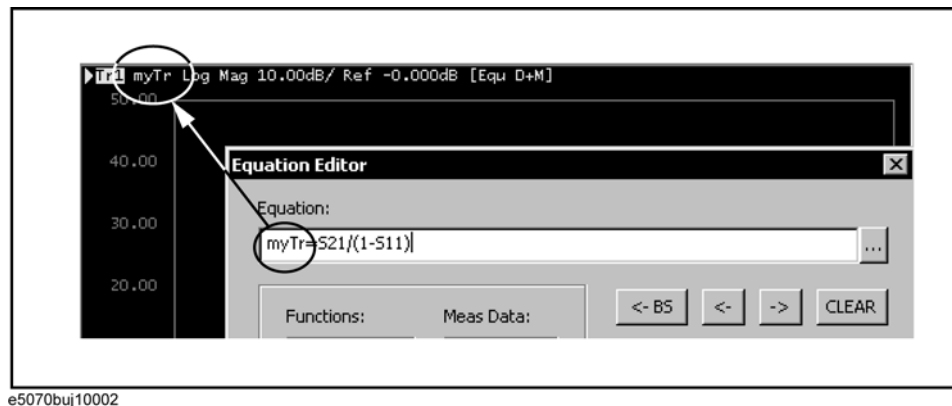 Tr1 myTr Log Mag 10.00dB/ Ref -0.000dB [Equ D+M]
50.00
40.00
Equation Editor
Equation:
30.00
myTr=S21/(1-S11)
...
20.00
<- BS
<-
->
CLEAR
Functions:
Meas Data:
e5070buj10002